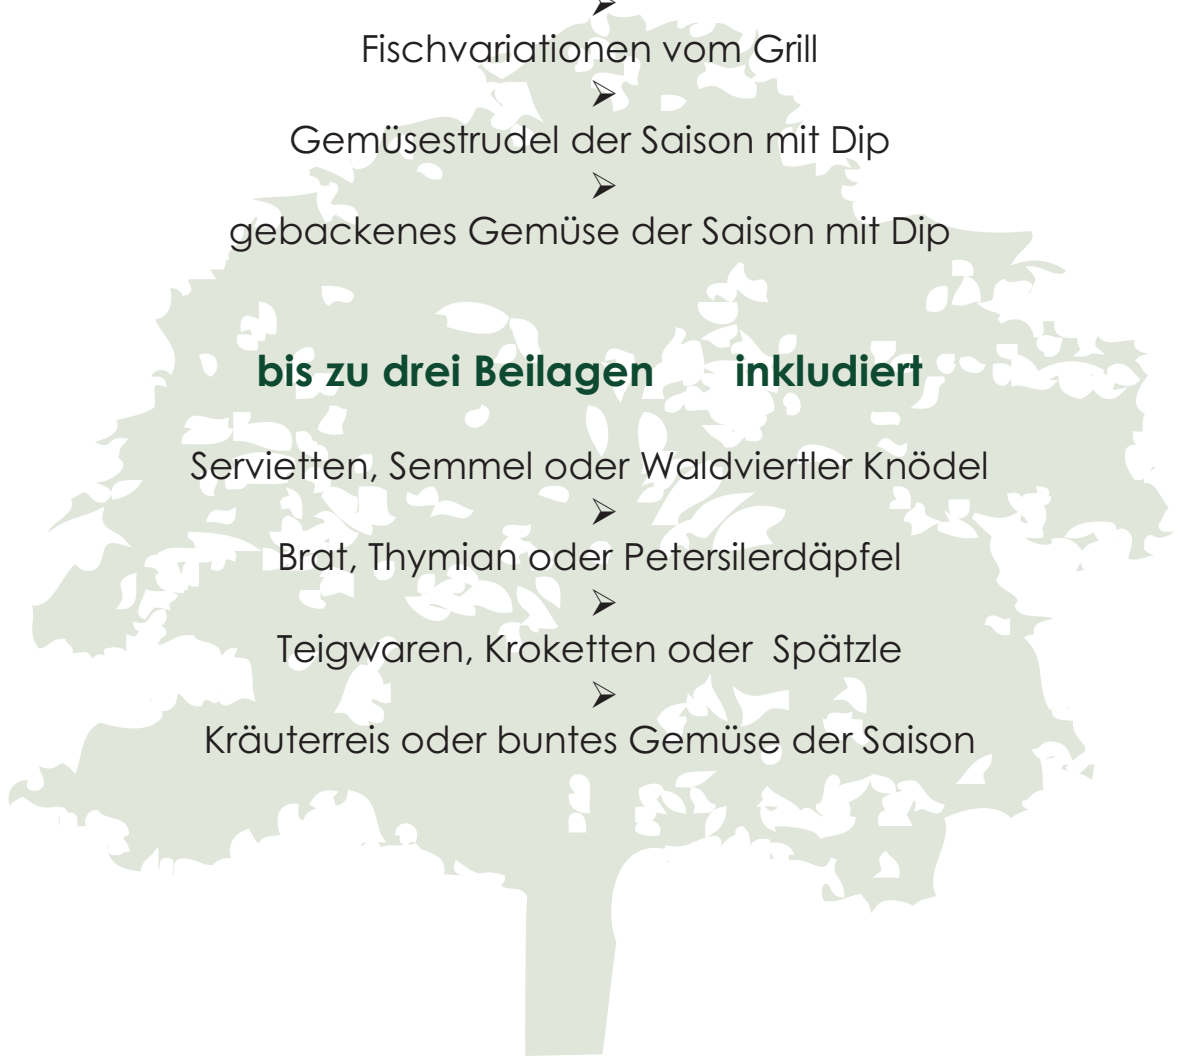 Fischvariationen vom Grill
➢
Gemüsestrudel der Saison mit Dip
➢
gebackenes Gemüse der Saison mit Dip
bis zu drei Beilagen inkludiert
Servietten, Semmel oder Waldviertler Knödel
➢
Brat, Thymian oder Petersilerdäpfel
➢
Teigwaren, Kroketten oder Spätzle
➢
Kräuterreis oder buntes Gemüse der Saison